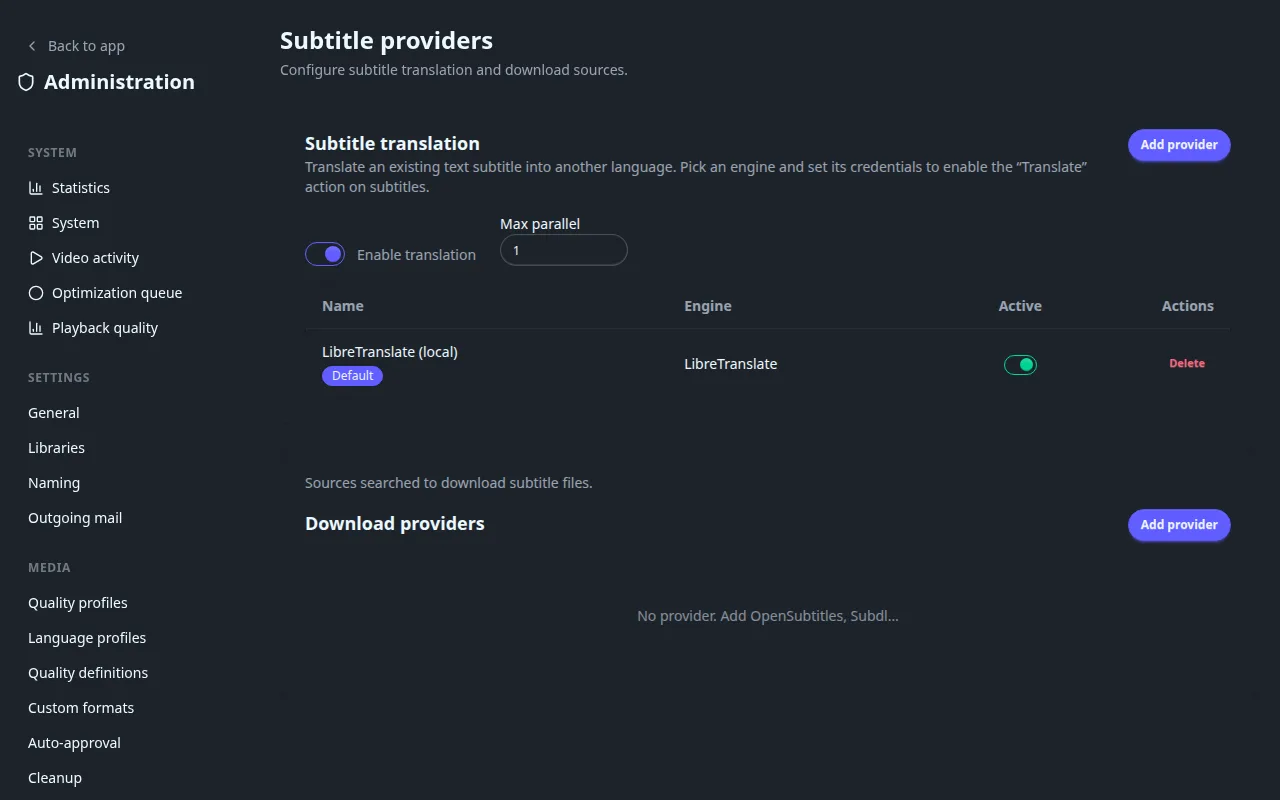 Back to app
Administration
SYSTEM
Statistics
System
Video activity
Optimization queue
Playback quality
SETTINGS
General
Libraries
Naming
Outgoing mail
MEDIA
Quality profiles
Language profiles
Quality definitions
Custom formats
Auto-approval
Cleanup
Subtitle providers
Configure subtitle translation and download sources.
Subtitle translation
Add provider
Translate an existing text subtitle into another language. Pick an engine and set its credentials to enable the “Translate”
action on subtitles.
Max parallel
Enable translation
1
Name Engine Active Actions
LibreTranslate (local)
Default
LibreTranslate
Delete
Sources searched to download subtitle files.
Download providers
Add provider
No provider. Add OpenSubtitles, Subdl...